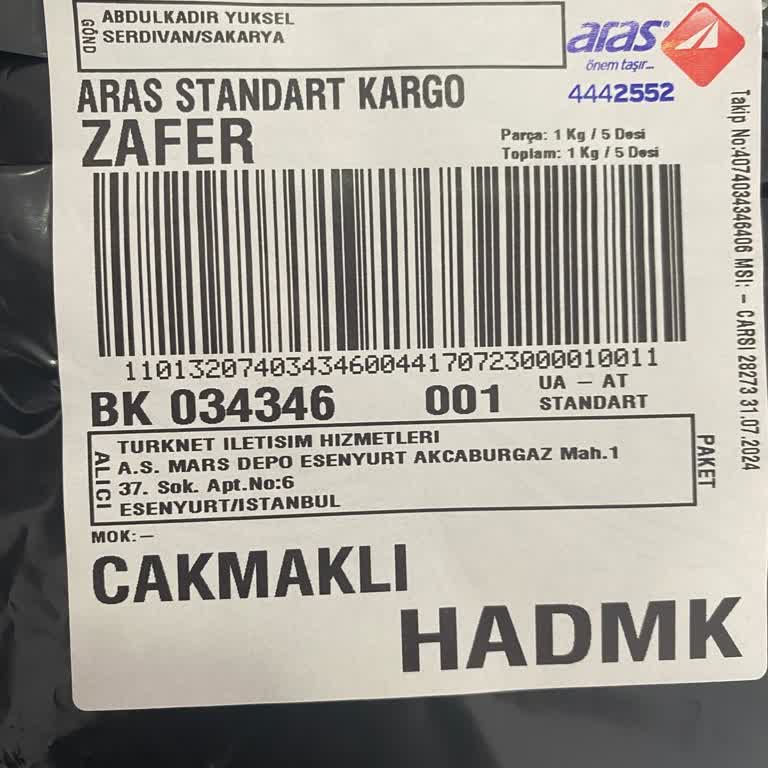 GÖND
ABDULKADIR YUKSEL
SERDIVAN/SAKARYA
aras
önem taşır...
4442552
ARAS STANDART KARGO
ZAFER
Parça: 1 Kg / 5 Desi
Toplam: 1 Kg / 5 Desi
Takip No:4074034346406 MSI: - CARSI 28273 31.07.2024
1101320740343460044170723000010011
BK 034346 001 UA - AT
STANDART
ALICI
TURKNET ILETISIM HIZMETLERI
A.S. MARS DEPO ESENYURT AKCABURGAZ Mah.1
37. Sok. Apt.No:6
ESENYURT/ISTANBUL
PAKET
MOK:-
CAKMAKLI
HADMK